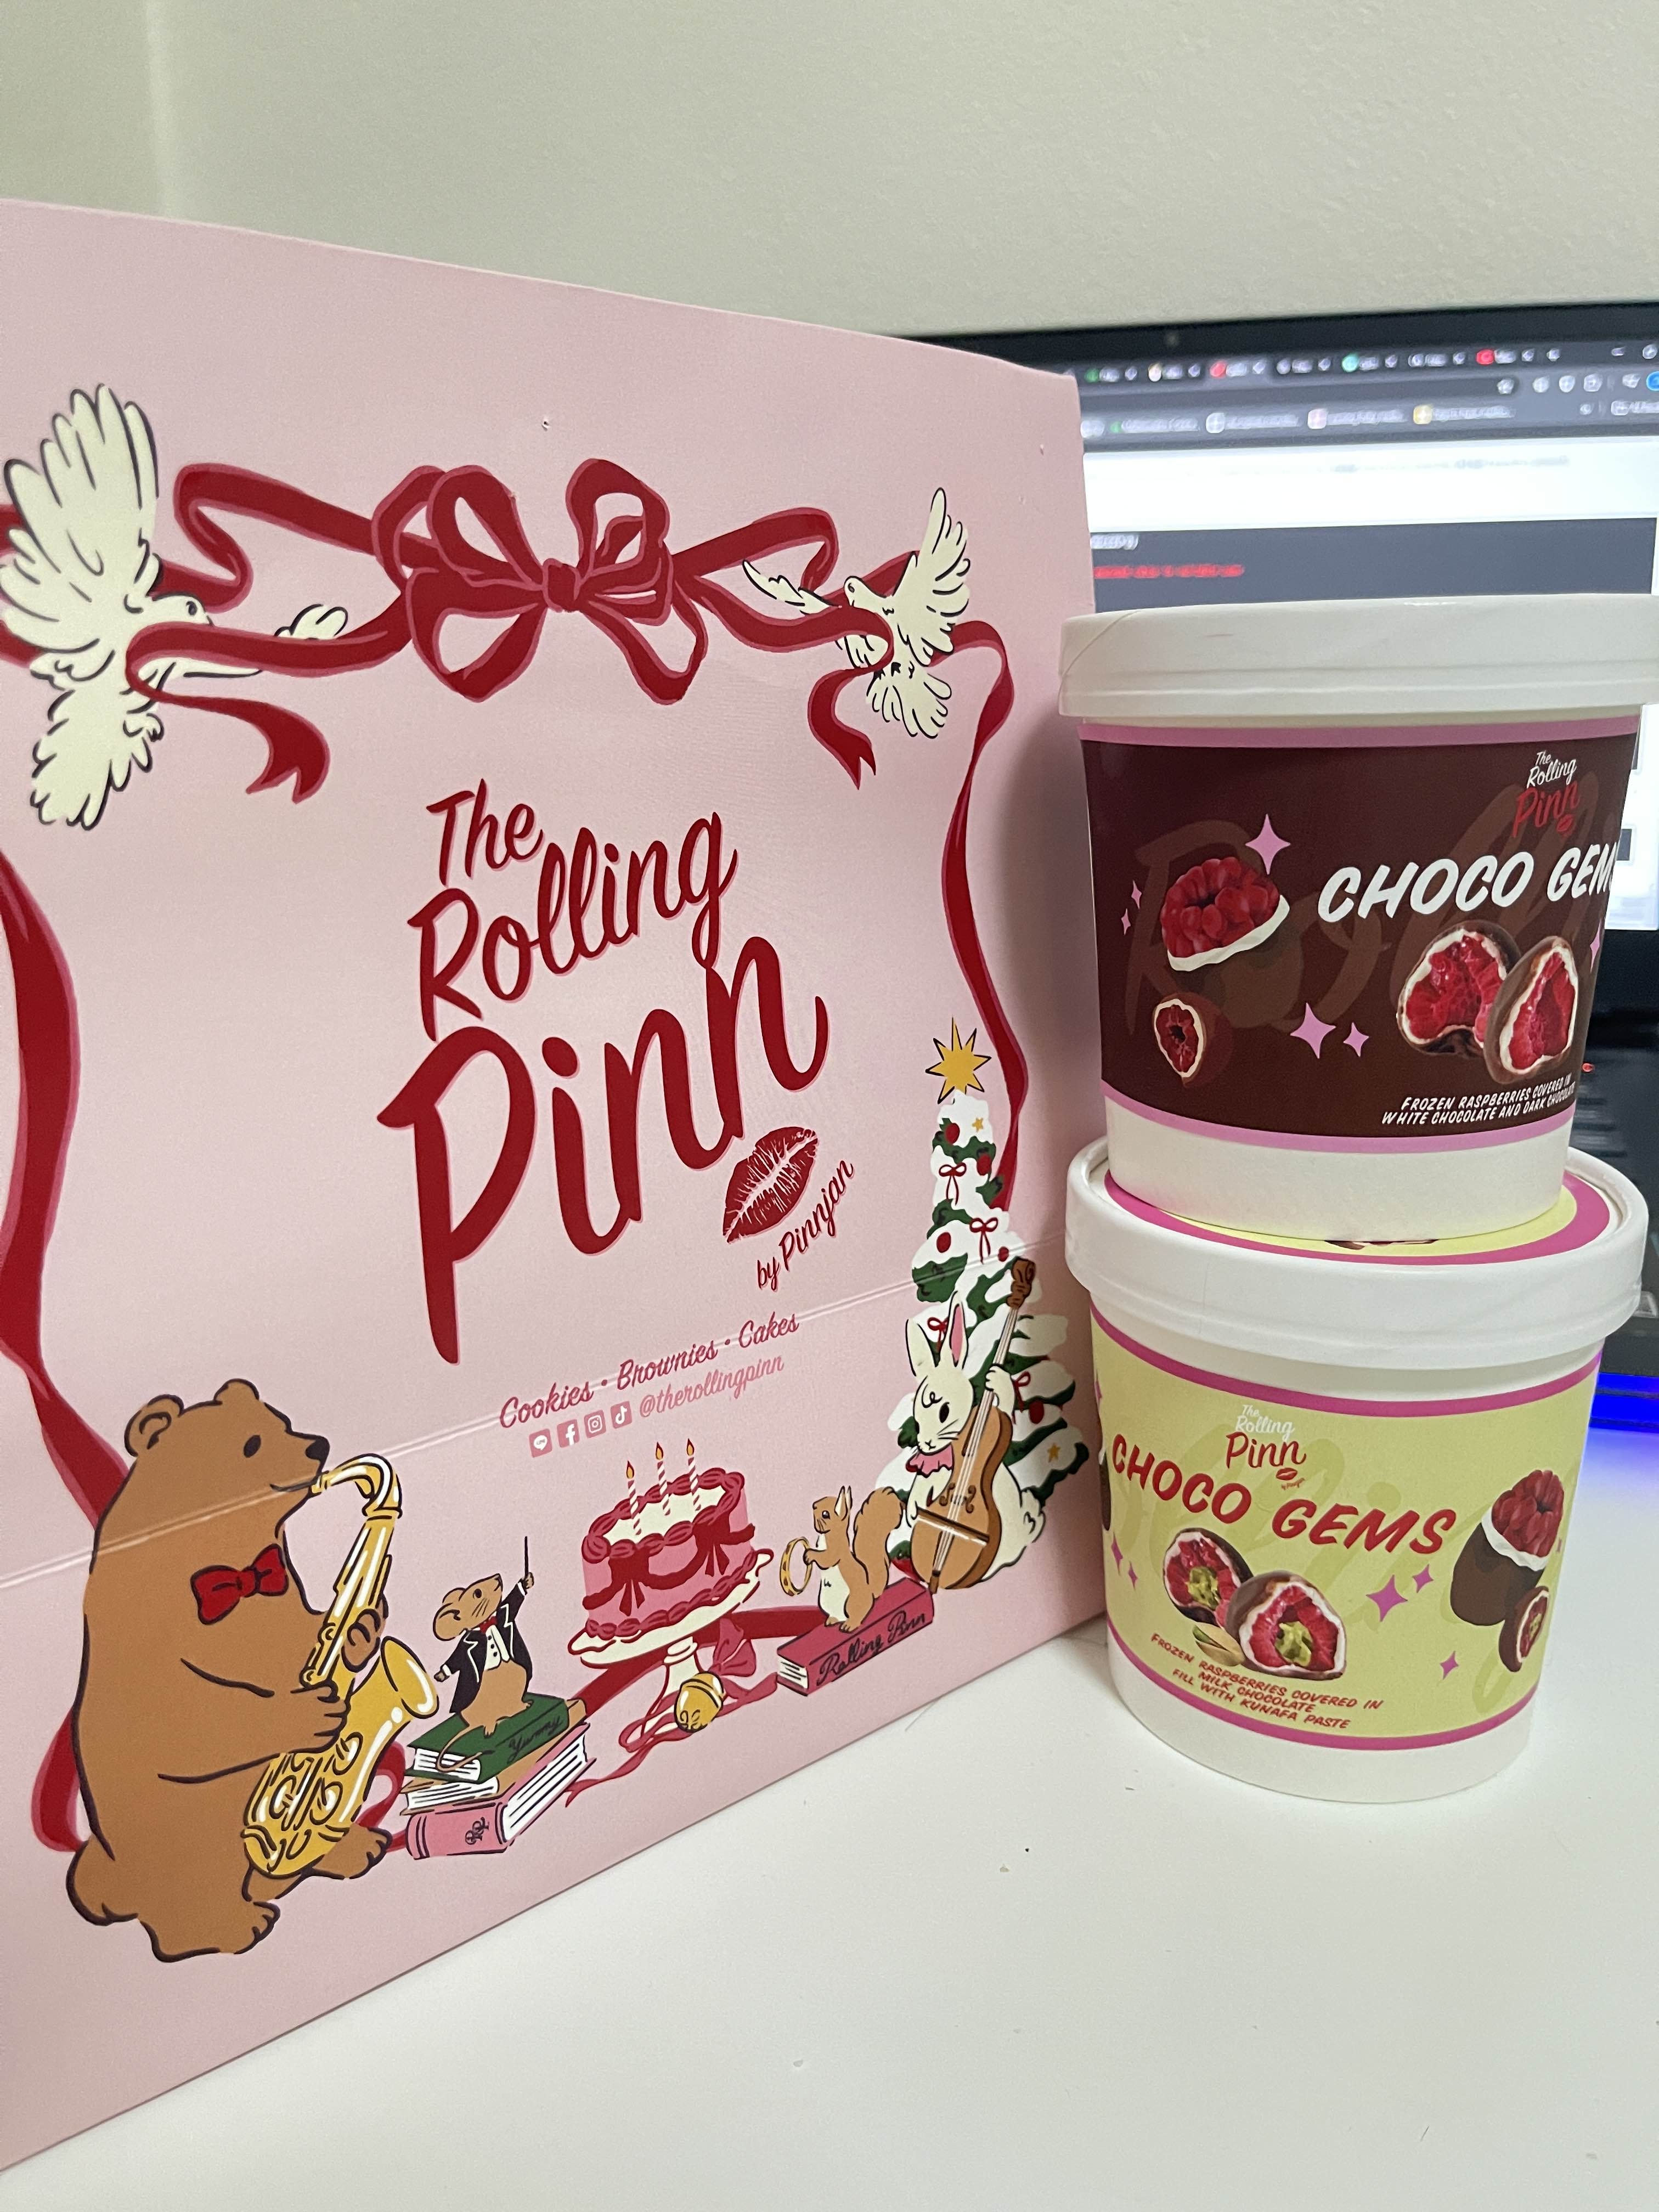 The
Rolling
Pinn
by Pinnjan
Cookies • Brownies • Cakes
@therollingpinn
Yummy
RP
Rolling Pinn
The
Rolling
Pinn
CHOCO GEM
FROZEN RASPBERRIES COVERED IN
WHITE CHOCOLATE AND DARK CHOCOLATE
The
Rolling
Pinn
CHOCO GEMS
FROZEN RASPBERRIES COVERED IN
MILK CHOCOLATE
FILL WITH KUNAFA PASTE